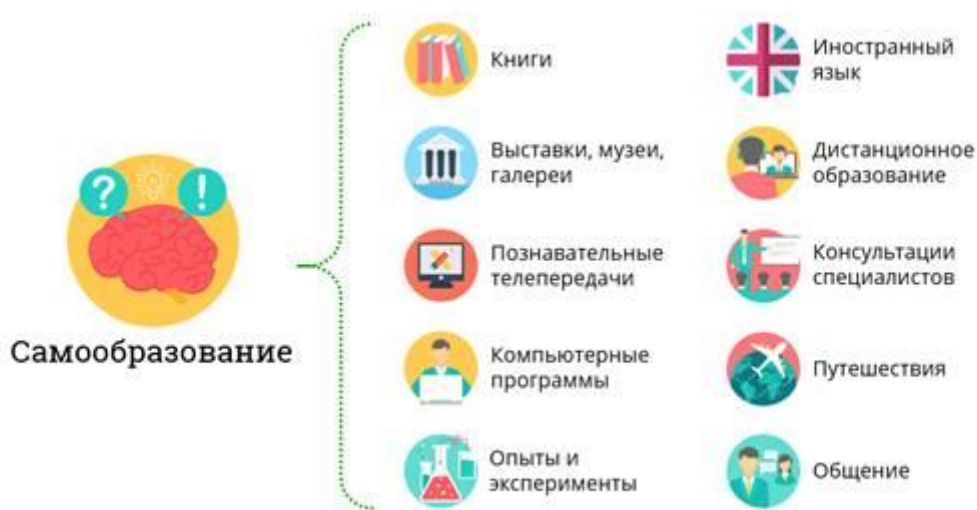 Самообразование
Книги
Выставки, музеи,
галереи
Познавательные
телепередачи
Компьютерные
программы
Опыты и
эксперименты
Иностранный
язык
Дистанционное
образование
Консультации
специалистов
Путешествия
Общение